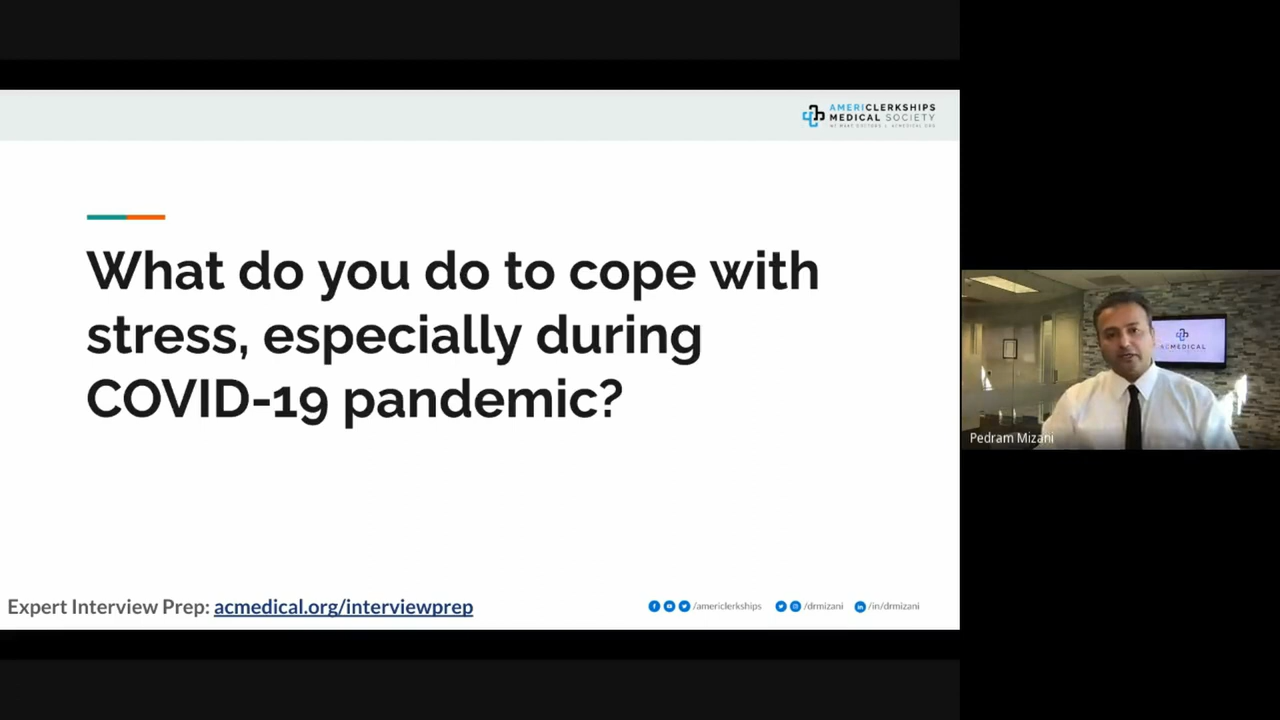 AMERICLERKSHIPS
MEDICAL SOCIETY
What do you do to cope with
stress, especially during
COVID-19 pandemic?
Expert Interview Prep: acmedical.org/interviewprep
/americlerkships /drmizani /in/drmizani
ACMEDICAL
Pedram Mizani